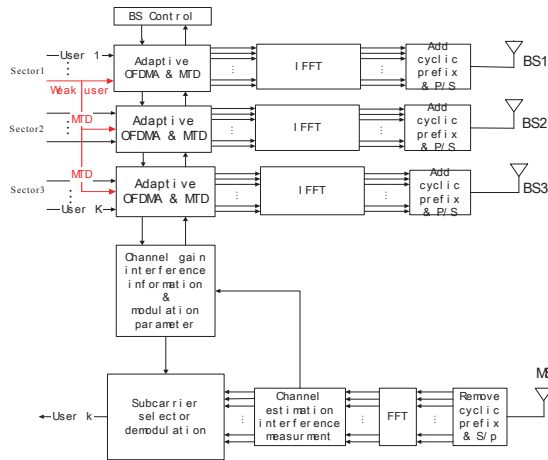 BS Control
User 1
Sector1
Weak user
Adaptive
OFDMA & MTD
IFFT
Add
cyclic
prefix
& P/S
BS1
MTD
Sector2
Adaptive
OFDMA & MTD
IFFT
Add
cyclic
prefix
& P/S
BS2
MTD
Sector3
User K
Adaptive
OFDMA & MTD
IFFT
Add
cyclic
prefix
& P/S
BS3
Channel gain
interference
information
&
modulation
parameter
User k
Subcarrier
selector
demodulation
Channel
estimation
interference
measurment
FFT
Remove
cyclic
prefix
& S/p